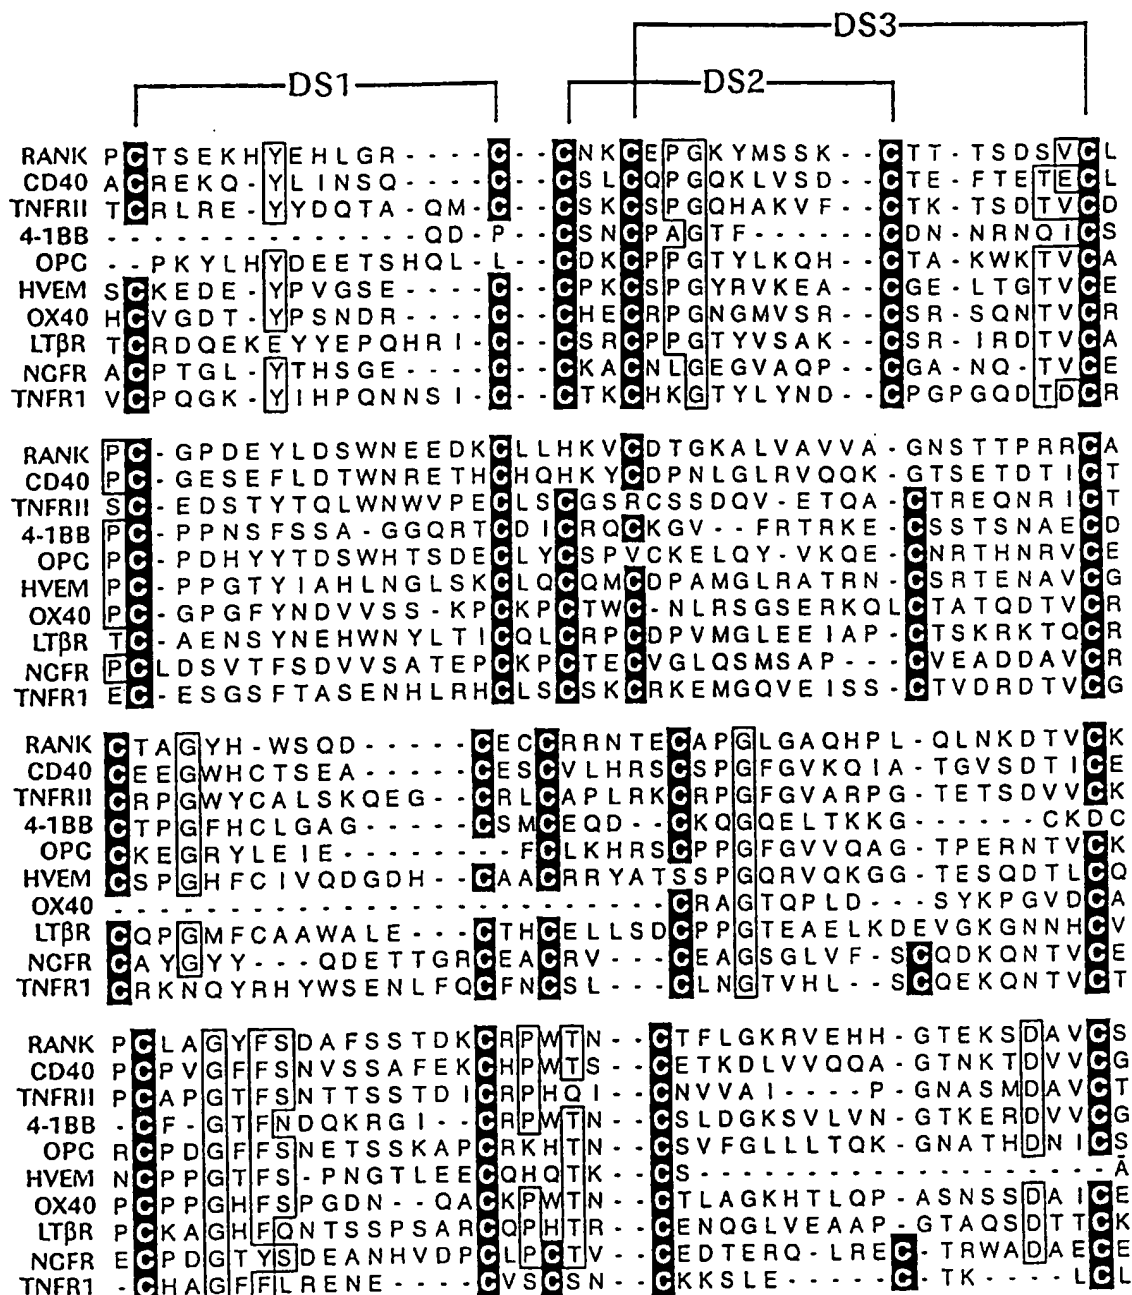 DS3
DS1 DS2
RANK PCTSEKHYEHLGR----C--CNKCEPGKYMSSK--CTT-TSDSVCL
CD40 ACREKQ-YLINSQ----C--CSLCQPGQKLVSD--CTE-FTETECL
TNFRII TCRLRE-YYDQTA-QM-C--CSKCSPGQHAKVF--CTK-TSDTVCD
4-1BB -------------QD-P--CSNCPAGTF------CDN-NRNQICS
OPG --PKYLHYDEETSHQL-L--CDKCPPGTYLKQH--CTA-KWKTVCA
HVEM SCKEDE-YPVGSE----C--CPKCSPGYRVKEA--CGE-LTGTVCE
OX40 HCVGDT-YPSNDR----C--CHECRPGNGMVSR--CSR-SQNTVCR
LTβR TCRDQEKEYYEPQHRI-C--CSRCPPGTYVSAK--CSR-IRDTVCA
NGFR ACPTGL-YTHSGE----C--CKACNLGEGVAQP--CGA-NQ-TVCE
TNFR1 VCPQGK-YIHPQNNSI-C--CTKCHKGTYLYND--CPGPGQDTDCR
RANK PC-GPDEYLDSWNEEDKCLLHKVCDTGKALVAVVA-GNSTTPRRCA
CD40 PC-GESEFLDTWNRETHCHQHKYCDPNLGLRVQQK-GTSETDTICT
TNFRII SC-EDSTYTQLWNWVPECLSCGSRCSSDQV-ETQA-CTREQNRICT
4-1BB PC-PPNSFSSA-GGQRTCDICRQCKGV--FRTRKE-CSSTSNAECD
OPG PC-PDHYYTDSWHTSDECLYCSPVCKELQY-VKQE-CNRTHNRVCE
HVEM PC-PPGTYIAHLNGLSKCLQCQMCDPAMGLRATRN-CSRTENAVCG
OX40 PC-GPGFYNDVVSS-KPCKPCTWC-NLRSGSERKQLCTATQDTVCR
LTβR TC-AENSYNEHWNYLTICQLCRPCDPVMGLEEIAP-CTSKRKTQCR
NGFR PCLDSVTFSDVVSATEPCKPCTECVGLQSMSAP---CVEADDAVCR
TNFR1 EC-ESGSFTASENHLRHCLSCSKCRKEMGQVEISS-CTVDRDTVCG
RANK CTAGYH-WSQD-----CECCRRNTECAPGLGAQHPL-QLNKDTVCK
CD40 CEEGWHCTSEA-----CESCVLHRSCSPGFGVKQIA-TGVSDTICE
TNFRII CRPGWYCALSKQEG--CRLCAPLRKCRPGFGVARPG-TETSDVVCK
4-1BB CTPGFHCLGAG-----CSMCEQD--CKQGQELTKKG------CKDC
OPG CKEGRYLEIE--------FCLKHRSCPPGFGVVQAG-TPERNTVCK
HVEM CSPGHFCIVQDGDH--CAACRRYATSSPGQRVQKGG-TESQDTLCQ
OX40 -------------------------CRAGTQPLD---SYKPGVDCA
LTβR CQPGMFCAAWALE---CTHCELLSDCPPGTEAELKDEVGKGNNHCV
NGFR CAYGYY---QDETTGRCEACRV---CEAGSGLVF-SCQDKQNTVCE
TNFR1 CRKNQYRHYWSENLFQCFNCSL---CLNGTVHL--SCQEKQNTVCT
RANK PCLAGYFSDAFSSTDKCRPWTN--CTFLGKRVEHH-GTEKSDAVCS
CD40 PCPVGFFSNVSSAFEKCHPWTS--CETKDLVVQQA-GTNKTDVVCG
TNFRII PCAPGTFSNTTSSTDICRPHQI--CNVVAI----P-GNASMDAVCT
4-1BB -CF-GTFNDQKRGI--CRPWTN--CSLDGKSVLVN-GTKERDVVCG
OPG RCPDGFFSNETSSKAPCRKHTN--CSVFGLLLTQK-GNATHDNICS
HVEM NCPPGTFS-PNGTLEECQHQTK--CS-------------------A
OX40 PCPPGHFSPGDN--QACKPWTN--CTLAGKHTLQP-ASNSSDAICE
LTβR PCKAGHFQNTSSPSARCQPHTR--CENQGLVEAAP-GTAQSDTTCK
NGFR ECPDGTYSDEANHVDPCLPCTV--CEDTERQ-LREC-TRWADAECE
TNFR1 -CHAGFFLRENE----CVSCSN--CKKSLE-----C-TK----LCL